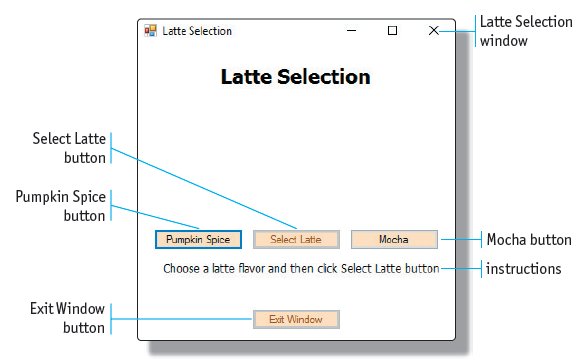 Latte Selection
Latte Selection
window
Latte Selection
Select Latte
button
Pumpkin Spice
button
Pumpkin Spice
Select Latte
Mocha
Mocha button
Choose a latte flavor and then click Select Latte button
instructions
Exit Window
button
Exit Window